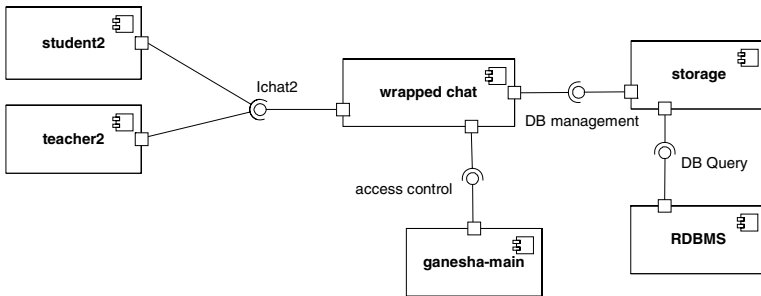 student2
teacher2
Ichat2
wrapped chat
access control
ganesha-main
DB management
storage
DB Query
RDBMS